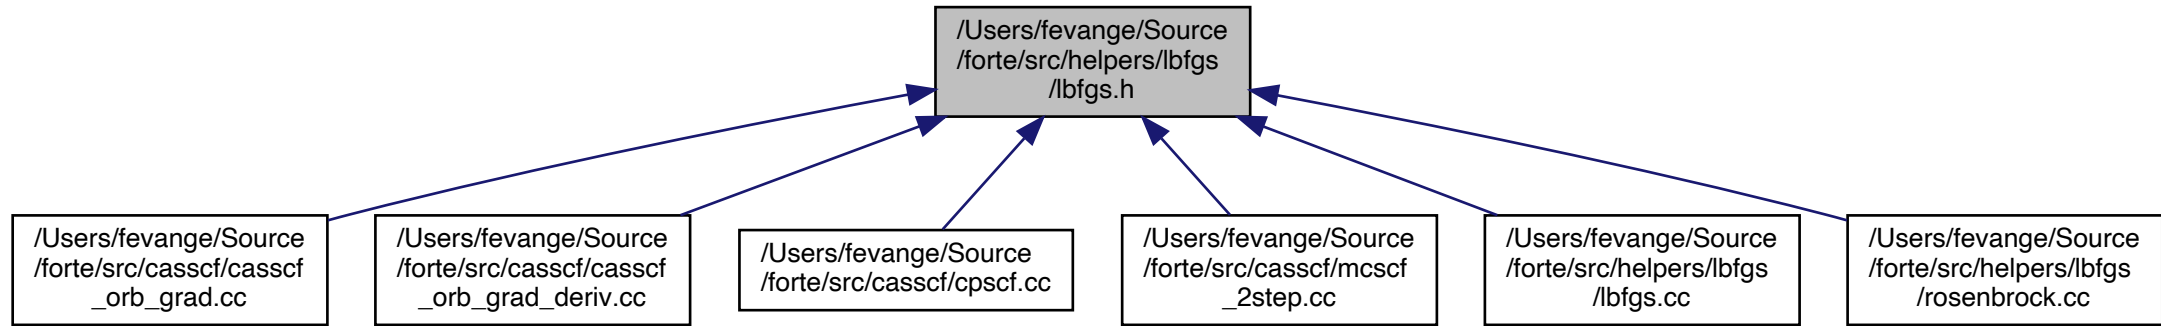 /Users/fevange/Source
/forte/src/helpers/lbfgs
/lbfgs.h
/Users/fevange/Source
/forte/src/casscf/casscf
_orb_grad.cc
/Users/fevange/Source
/forte/src/casscf/casscf
_orb_grad_deriv.cc
/Users/fevange/Source
/forte/src/casscf/cpscf.cc
/Users/fevange/Source
/forte/src/casscf/mcscf
_2step.cc
/Users/fevange/Source
/forte/src/helpers/lbfgs
/lbfgs.cc
/Users/fevange/Source
/forte/src/helpers/lbfgs
/rosenbrock.cc